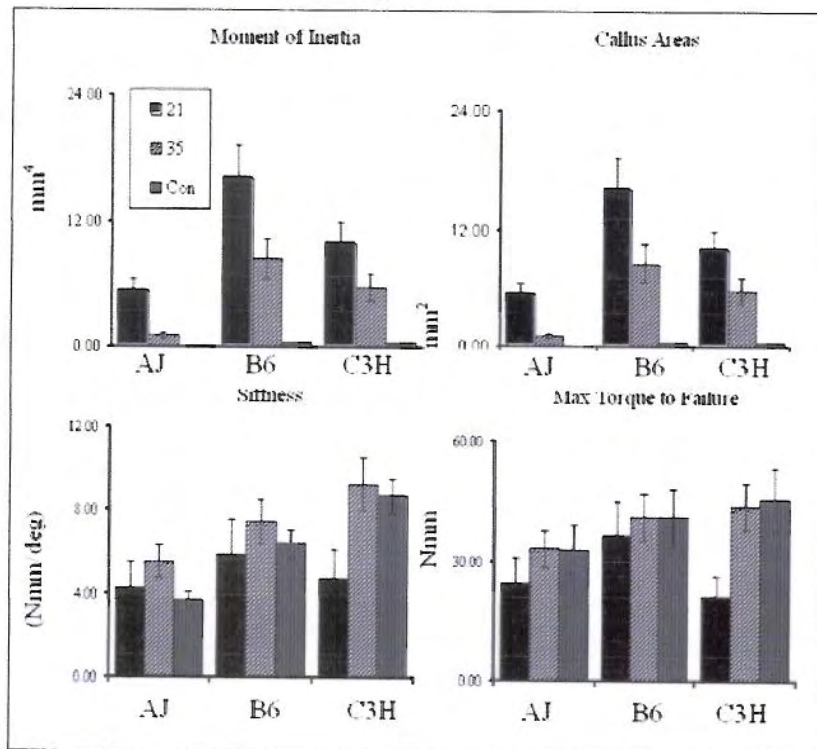 Moment of Inertia
24.00
12.00
0.00
mm4
21
35
Con
AJ
B6
C3H
Callus Areas
24.00
12.00
0.00
mm2
AJ
B6
C3H
Siffness
12.00
8.00
4.00
0.00
(Nmm/deg)
AJ
B6
C3H
Max Torque to Failure
60.00
30.00
0.00
Nmm
AJ
B6
C3H